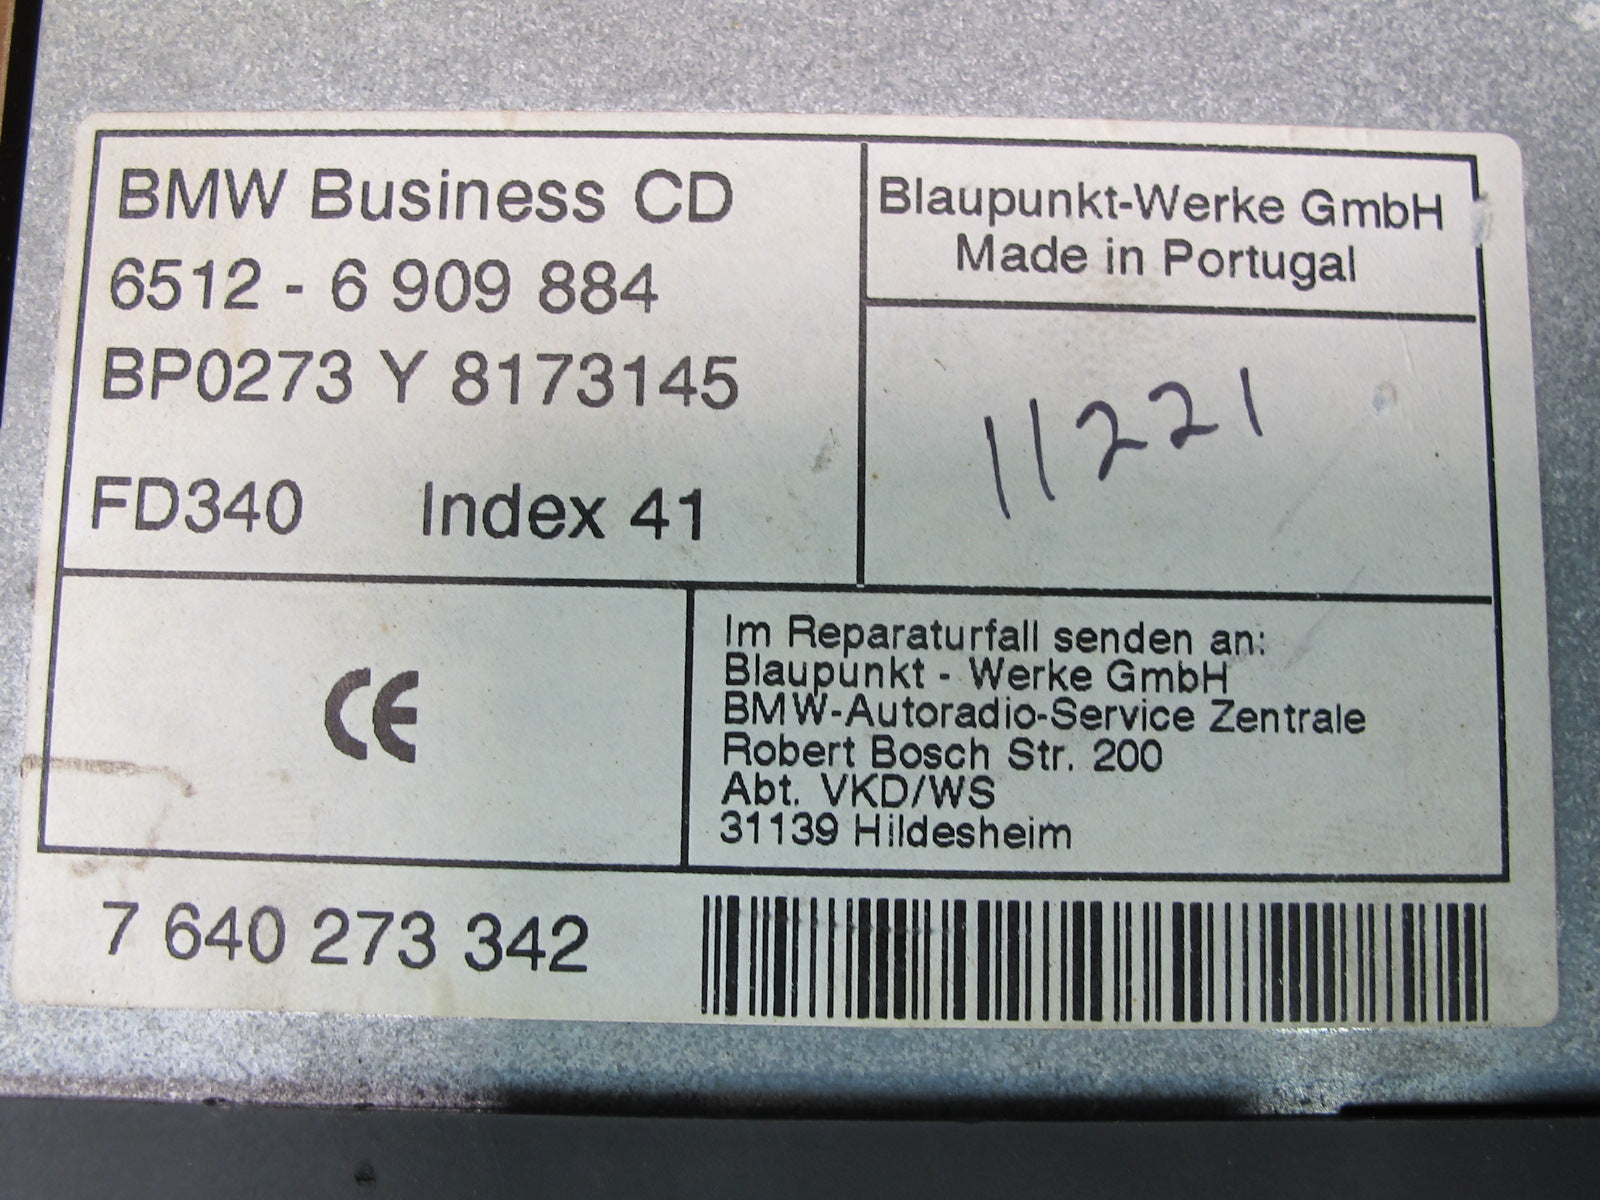 BMW Business CD
6512 - 6 909 884
BP0273 Y 8173145
FD340 Index 41
Blaupunkt-Werke GmbH
Made in Portugal
11221
CE
Im Reparaturfall senden an:
Blaupunkt - Werke GmbH
BMW-Autoradio-Service Zentrale
Robert Bosch Str. 200
Abt. VKD/WS
31139 Hildesheim
7 640 273 342